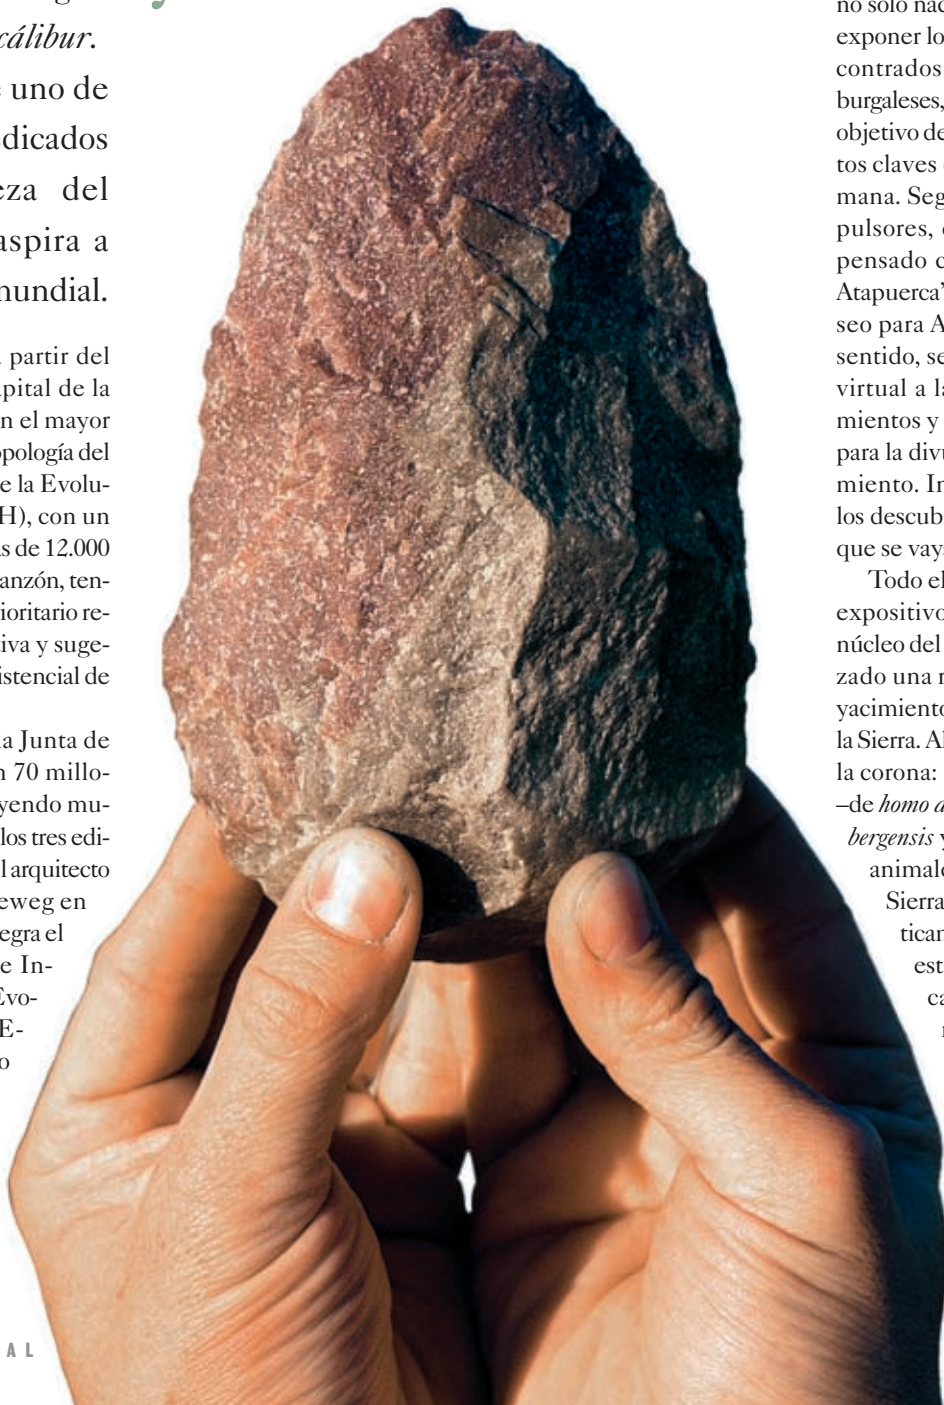 cálibur.
uno de
dicados
eza del
aspira a
mundial.
partir del
pital de la
n el mayor
opología del
e la Evolu-
H), con un
s de 12.000
anzón, ten-
ioritario re-
tiva y suge-
istencial de
la Junta de
n 70 millo-
yendo mu-
los tres edi-
l arquitecto
eweg en
egra el
e In-
Evo-
E-
o
A L
no solo nac
exponer lo
contrados
burgaleses,
objetivo de
tos claves
mana. Seg
pulsores,
pensado c
Atapuerca’
seo para A
sentido, se
virtual a la
mientos y
para la divu
miento. In
los descub
que se vay
Todo el
expositivo
núcleo del
zado una r
yacimiento
la Sierra. Al
la corona:
–de homo a
bergensis y
animale
Sierra
tican
est
ca